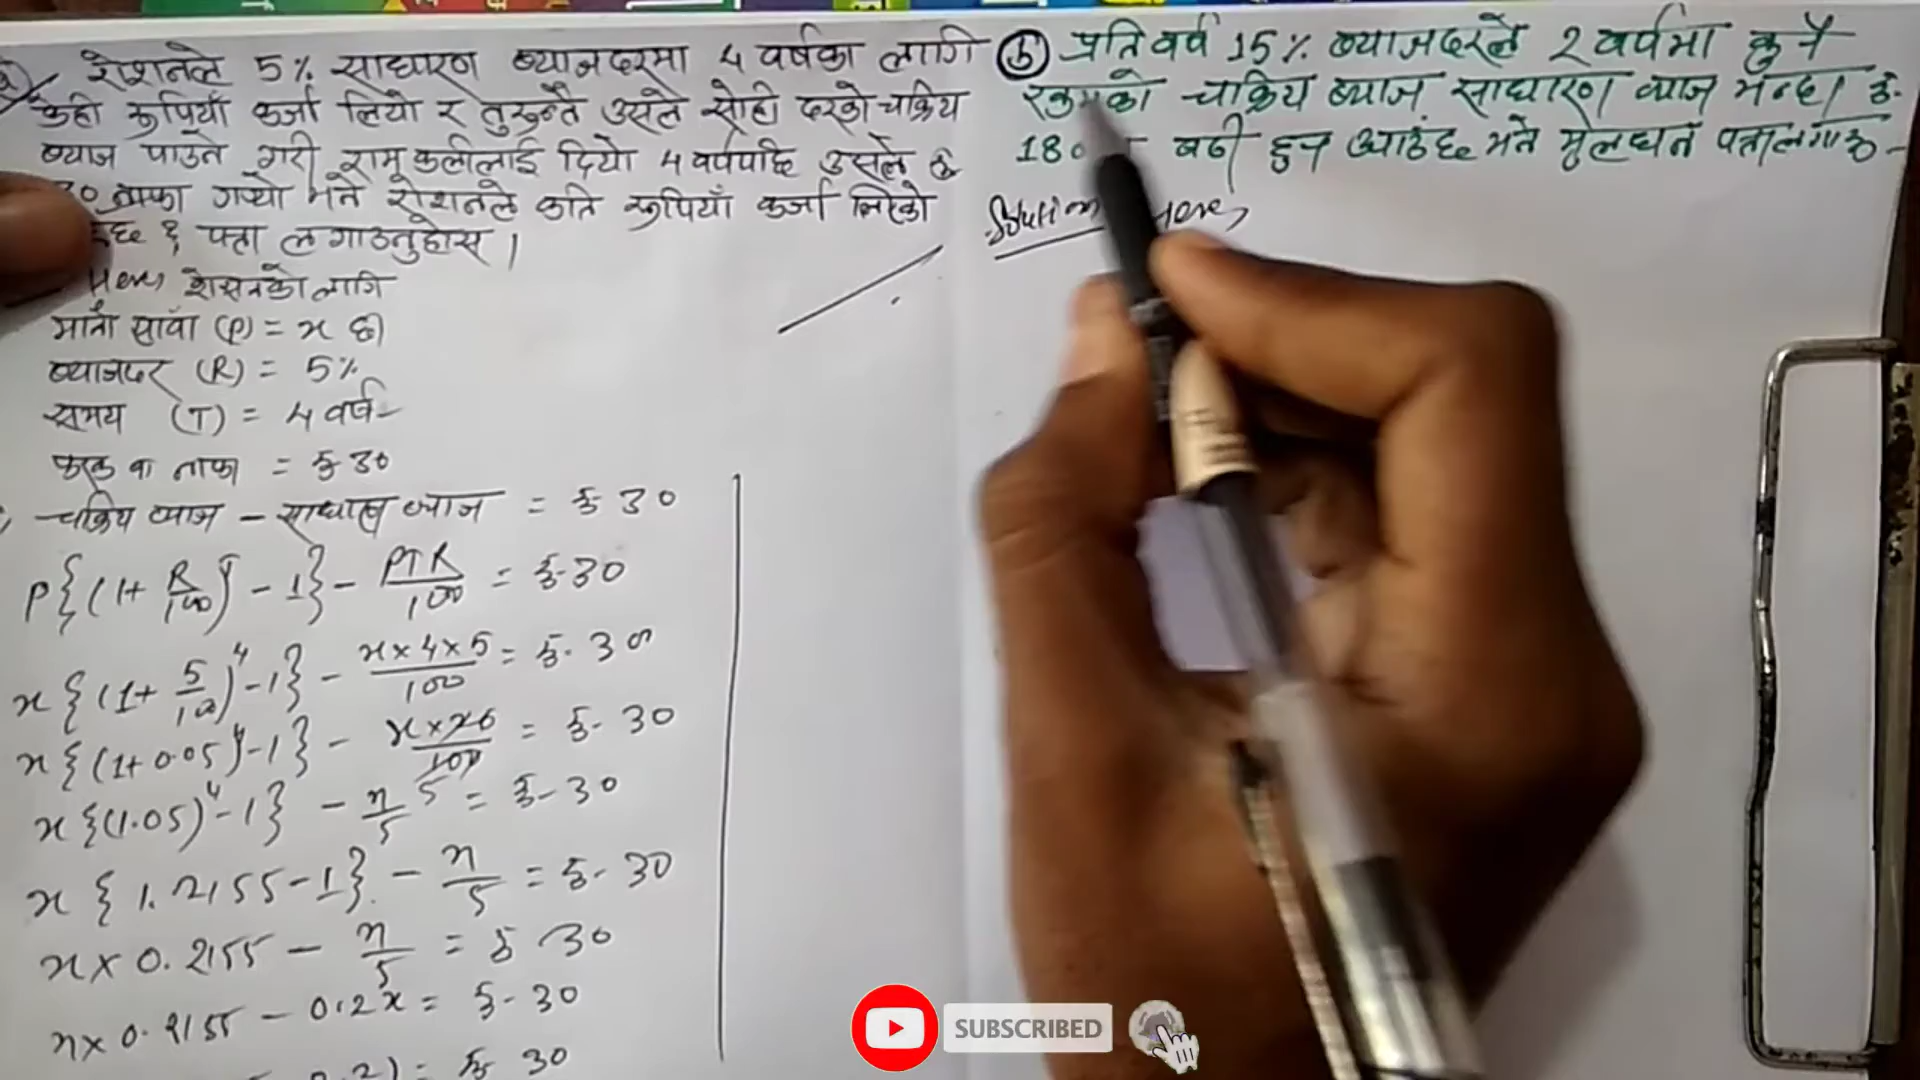 रोशनले 5% साधारण ब्याजदरमा 4 वर्षका लागि
केही रुपियाँ कर्जा लियो र तुरुन्तै उसले सोही दरको चक्रिय
ब्याज पाउने गरी रामु कुर्लीलाई दियो 4 वर्षपछि उसले रु
30 नाफा गर्यो भने रोशनले कति रुपियाँ कर्जा लिएको
पत्ता लगाउनुहोस् ।
Here,
मानौ साँवा (P) = x छ।
ब्याजदर (R) = 5%
समय (T) = 4 वर्ष
फरक वा नाफा = रु 30
चक्रिय ब्याज - साधारण ब्याज = रु 30
P{(1+R/100)⁴-1} - PTR/100 = रु-30
x{(1+5/100)⁴-1} - x×4×5/100 = रु-30
x{(1+0.05)⁴-1} - x×20/100 = रु-30
x{(1.05)⁴-1} - x/5 = रु-30
x{1.2155-1} - x/5 = रु-30
x×0.2155 - x/5 = रु 30
x×0.2155 - 0.2x = रु-30
0.2) = रु 30
b) प्रति वर्ष 15% ब्याजदरले 2 वर्षमा कुनै
रकमको चक्रिय ब्याज साधारण ब्याज भन्दा रु.
180 बढी हुन आउँछ भने मुलधन पत्तालगाऊ-
Solution Here,
SUBSCRIBED